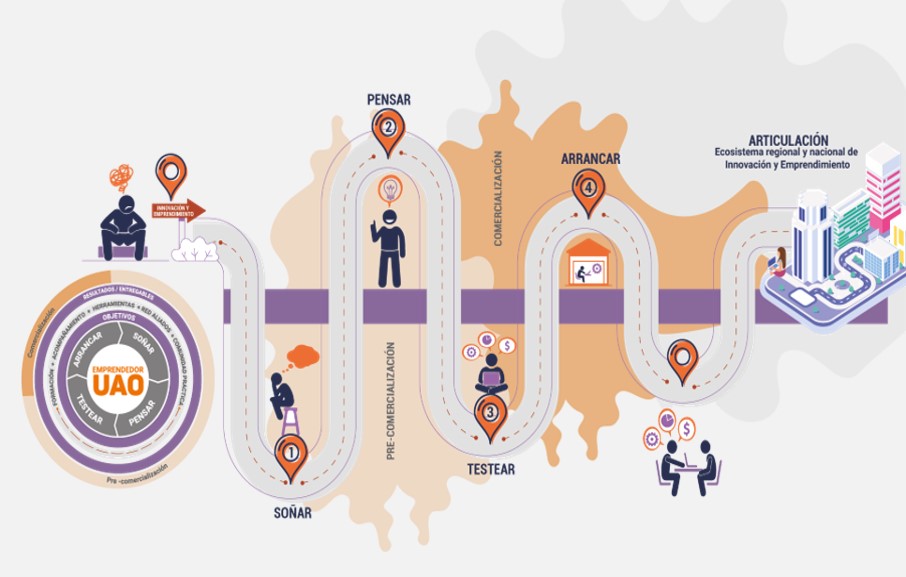 PENSAR
2
ARTICULACIÓN
Ecosistema regional y nacional de
Innovación y Emprendimiento
COMERCIALIZACIÓN
ARRANCAR
4
INNOVACIÓN Y
EMPRENDIMIENTO
Comercialización
RESULTADOS / ENTREGABLES
FORMACIÓN + ACOMPAÑAMIENTO + HERRAMIENTAS + RED ALIADOS + COMUNIDAD PRÁCTICA
OBJETIVOS
ARRANCAR
SOÑAR
EMPRENDEDOR
UAO
TESTEAR
PENSAR
Pre -comercialización
PRE-COMERCIALIZACIÓN
$
3
TESTEAR
1
SOÑAR
$